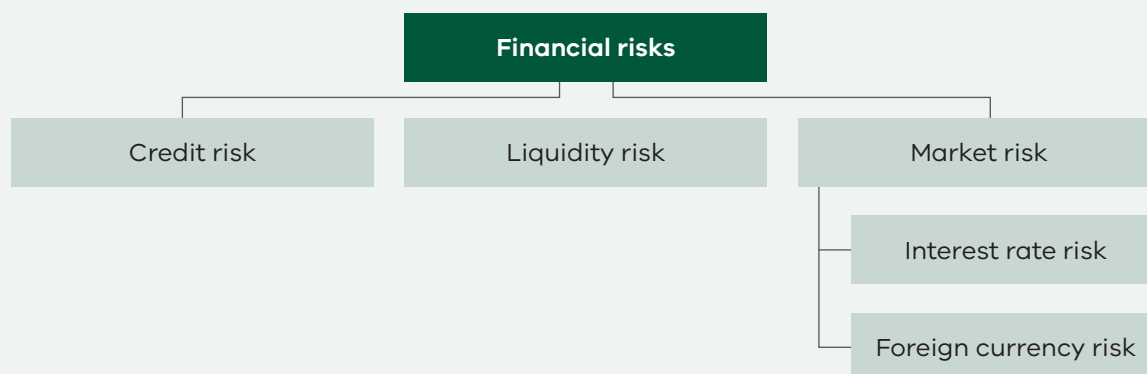 Financial risks
Credit risk
Liquidity risk
Market risk
Interest rate risk
Foreign currency risk